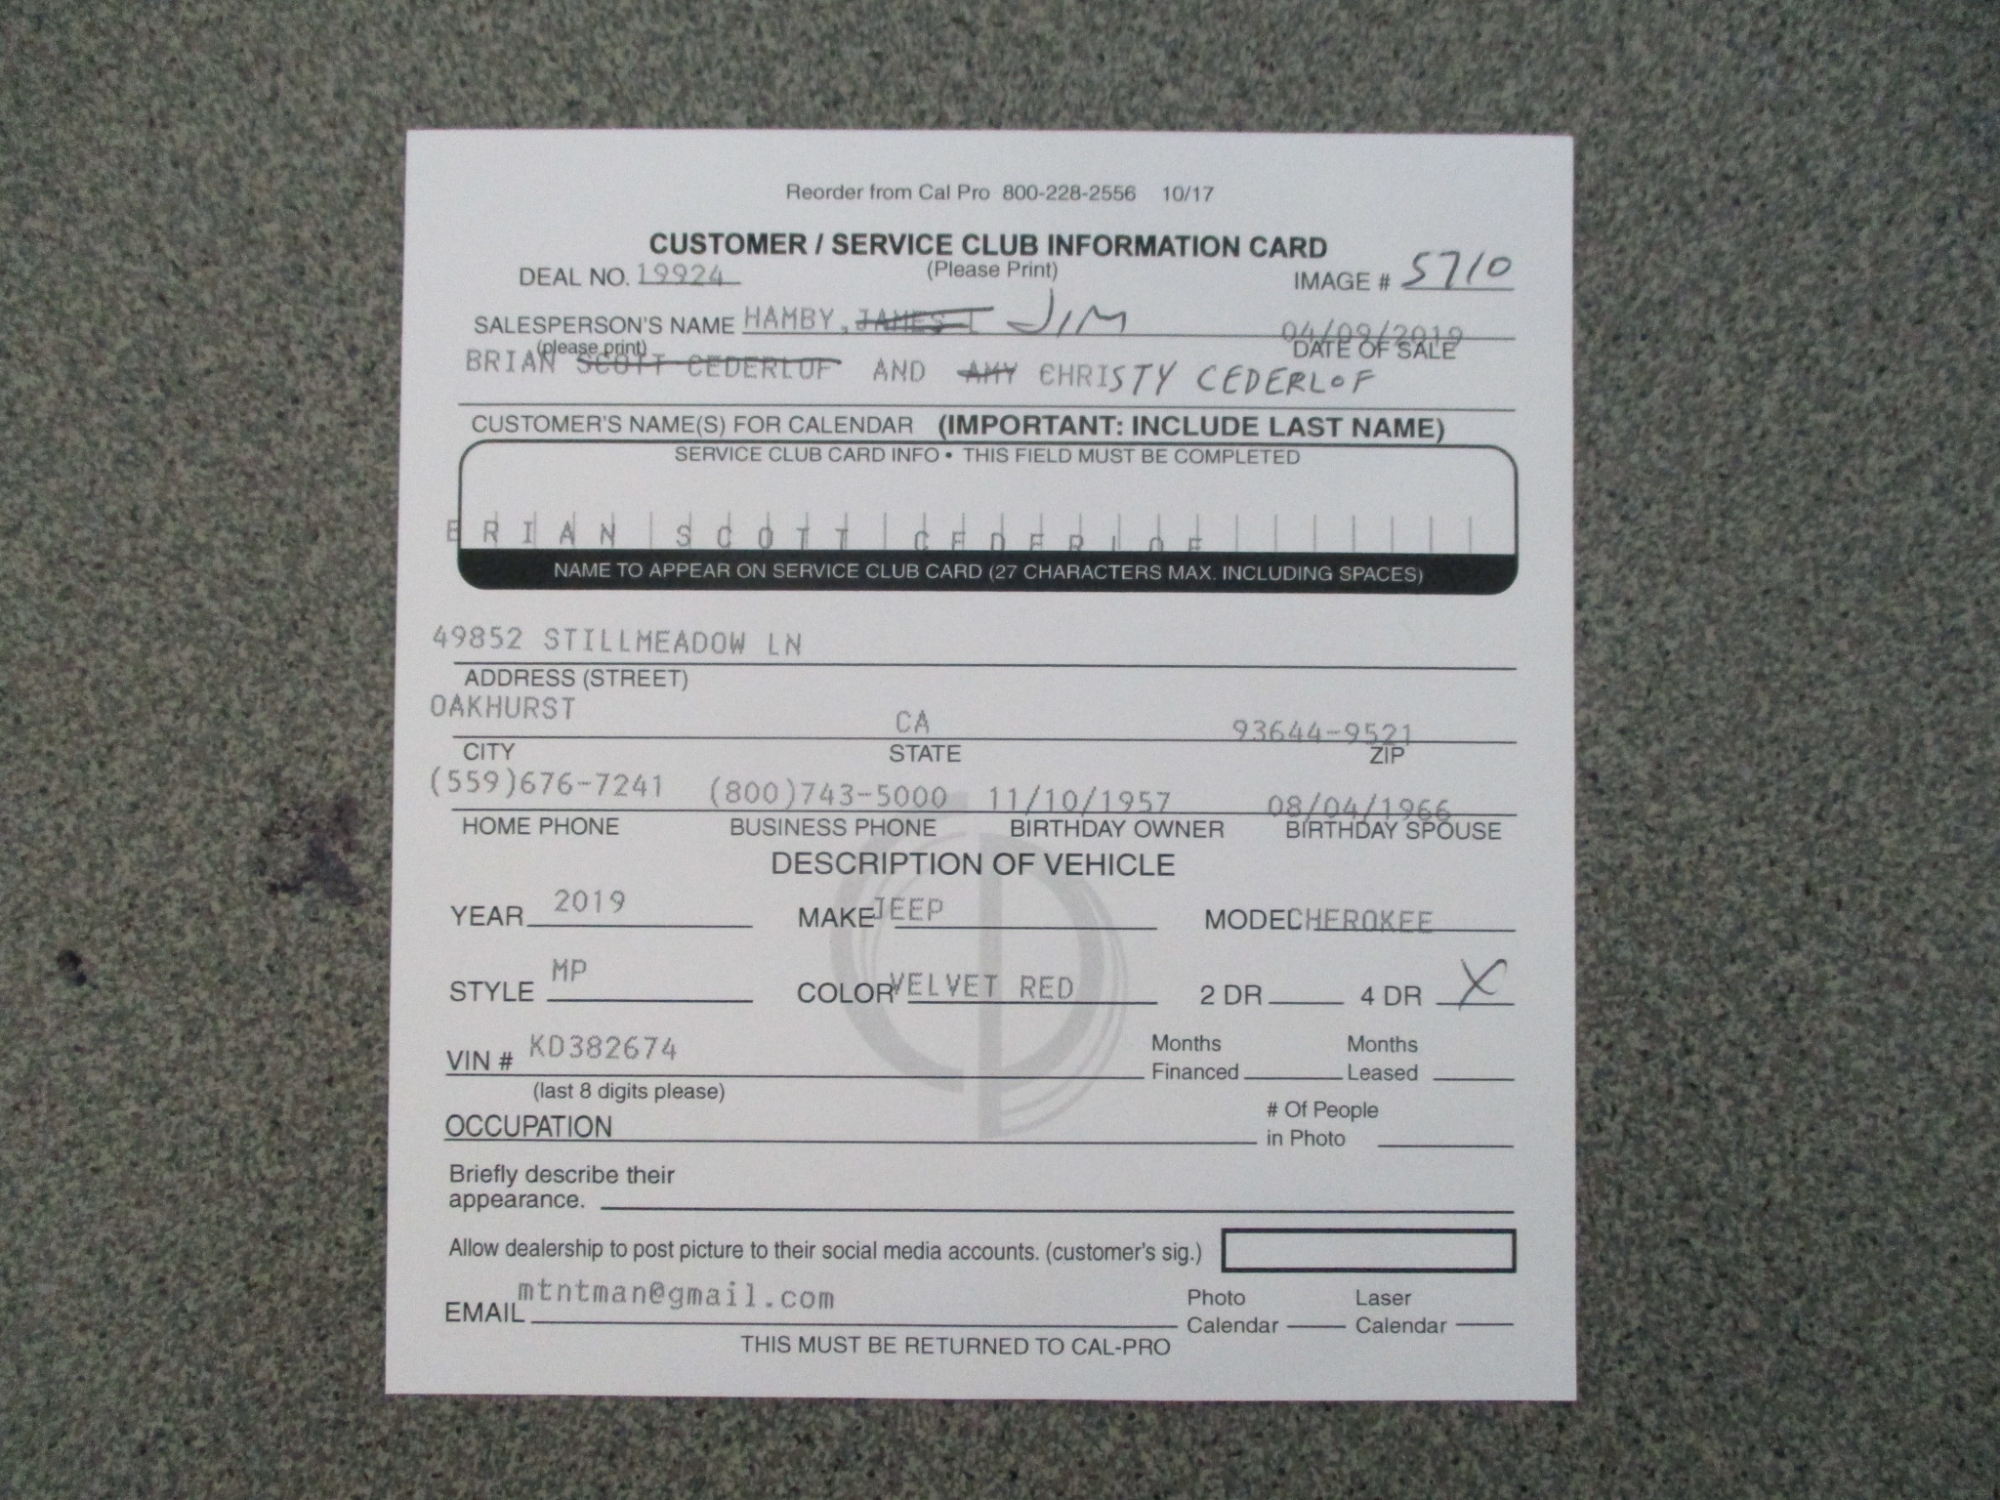 Reorder from Cal Pro 800-228-2556 10/17
CUSTOMER / SERVICE CLUB INFORMATION CARD
DEAL NO. 19924 (Please Print) IMAGE # 5710
SALESPERSON'S NAME HAMBY, JAMES I JIM 04/09/2019
(please print) DATE OF SALE
BRIAN SCOTT CEDERLOF AND AMY CHRISTY CEDERLOF
CUSTOMER'S NAME(S) FOR CALENDAR (IMPORTANT: INCLUDE LAST NAME)
SERVICE CLUB CARD INFO • THIS FIELD MUST BE COMPLETED
BRIAN SCOTT CEDERLOF
NAME TO APPEAR ON SERVICE CLUB CARD (27 CHARACTERS MAX. INCLUDING SPACES)
49852 STILLMEADOW LN
ADDRESS (STREET)
OAKHURST CA 93644-9521
CITY STATE ZIP
(559)676-7241 (800)743-5000 11/10/1957 08/04/1966
HOME PHONE BUSINESS PHONE BIRTHDAY OWNER BIRTHDAY SPOUSE
DESCRIPTION OF VEHICLE
YEAR 2019 MAKE JEEP MODEL CHEROKEE
STYLE MP COLOR VELVET RED 2 DR 4 DR X
VIN # KD382674 Months Financed Months Leased
(last 8 digits please)
OCCUPATION # Of People in Photo
Briefly describe their
appearance.
Allow dealership to post picture to their social media accounts. (customer's sig.)
EMAIL mtntman@gmail.com Photo Calendar Laser Calendar
THIS MUST BE RETURNED TO CAL-PRO